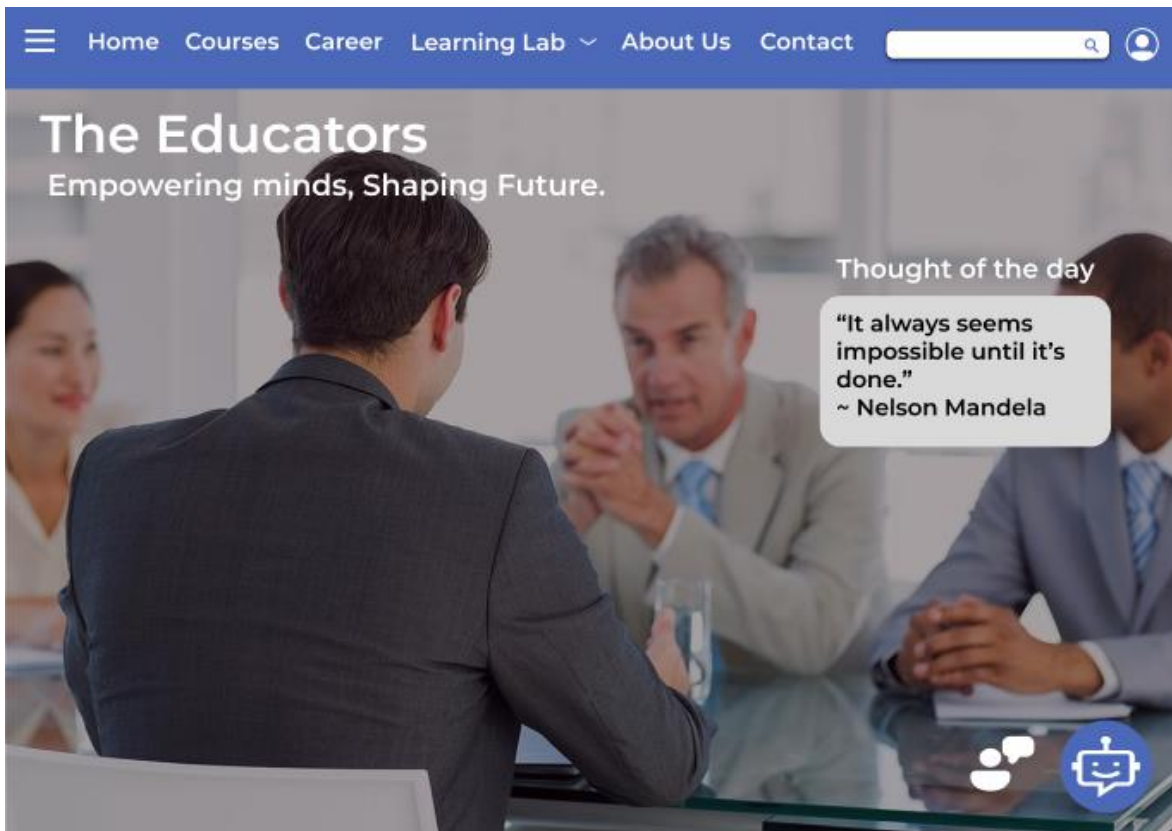 Home Courses Career Learning Lab About Us Contact
The Educators
Empowering minds, Shaping Future.
Thought of the day
“It always seems
impossible until it’s
done.”
~ Nelson Mandela